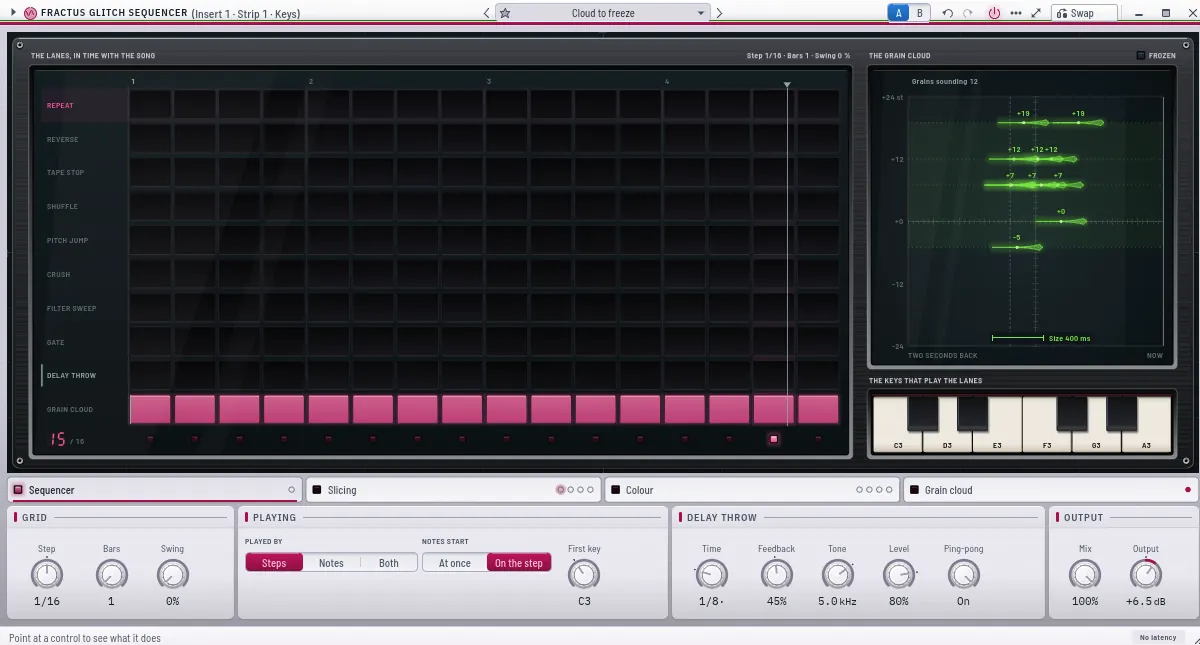 FRACTUS GLITCH SEQUENCER (Insert 1 · Strip 1 · Keys)
Cloud to freeze
A B
Swap
THE LANES, IN TIME WITH THE SONG
Step 1/16 · Bars 1 · Swing 0 %
1 2 3 4
REPEAT
REVERSE
TAPE STOP
SHUFFLE
PITCH JUMP
CRUSH
FILTER SWEEP
GATE
DELAY THROW
GRAIN CLOUD
15 / 16
THE GRAIN CLOUD
FROZEN
Grains sounding 12
+24 st
+19 +19
+12
+12 +12 +12
+7 +7 +7
+0
+0
-5
-12
-24
Size 400 ms
TWO SECONDS BACK
NOW
THE KEYS THAT PLAY THE LANES
C3 D3 E3 F3 G3 A3
Sequencer
Slicing
Colour
Grain cloud
GRID
Step Bars Swing
1/16 1 0%
PLAYING
PLAYED BY
Steps Notes Both
NOTES START
At once On the step
First key
C3
DELAY THROW
Time Feedback Tone Level Ping-pong
1/8· 45% 5.0 kHz 80% On
OUTPUT
Mix Output
100% +6.5 dB
Point at a control to see what it does
No latency